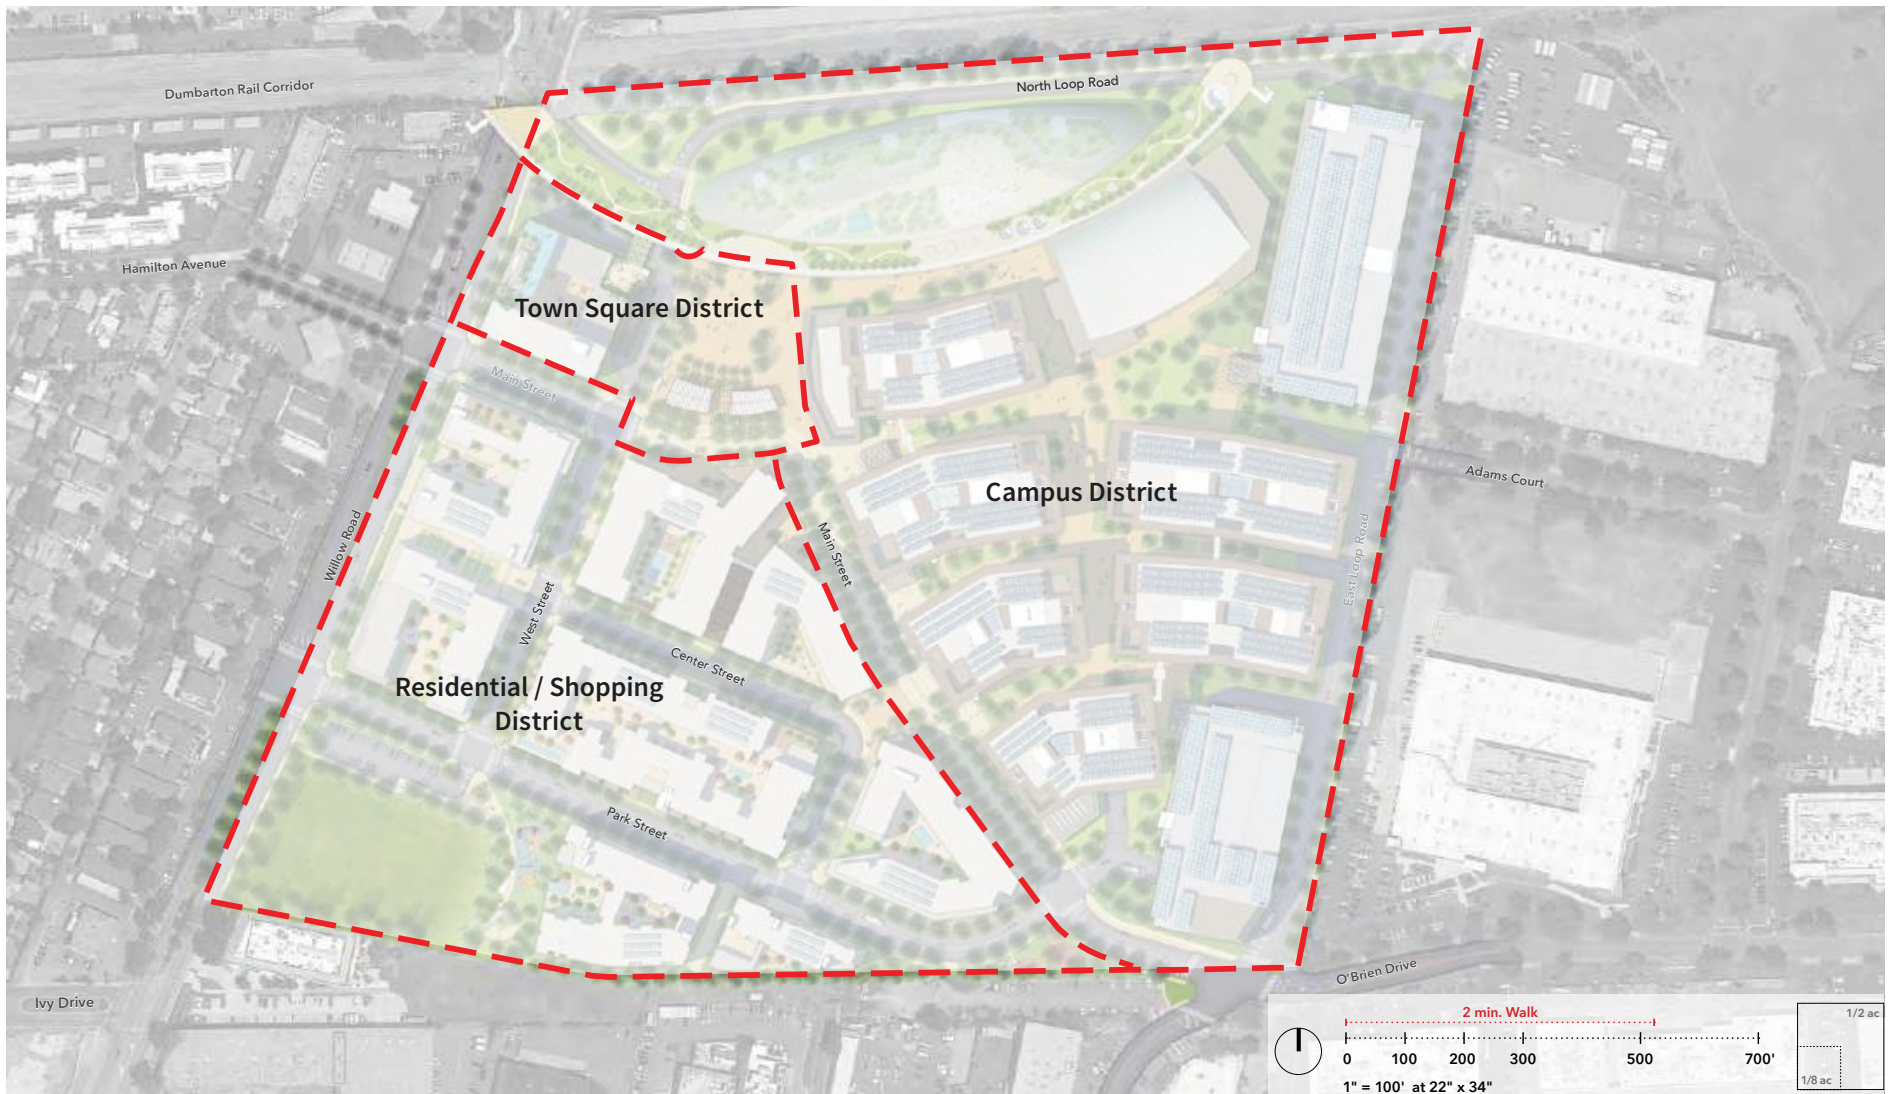 Dumbarton Rail Corridor
North Loop Road
Hamilton Avenue
Town Square District
Main Street
Campus District
Adams Court
Willow Road
Main Street
East Loop Road
West Street
Center Street
Residential / Shopping
District
Park Street
O'Brien Drive
Ivy Drive
2 min. Walk
0 100 200 300 500 700'
1" = 100' at 22" x 34"
1/2 ac
1/8 ac